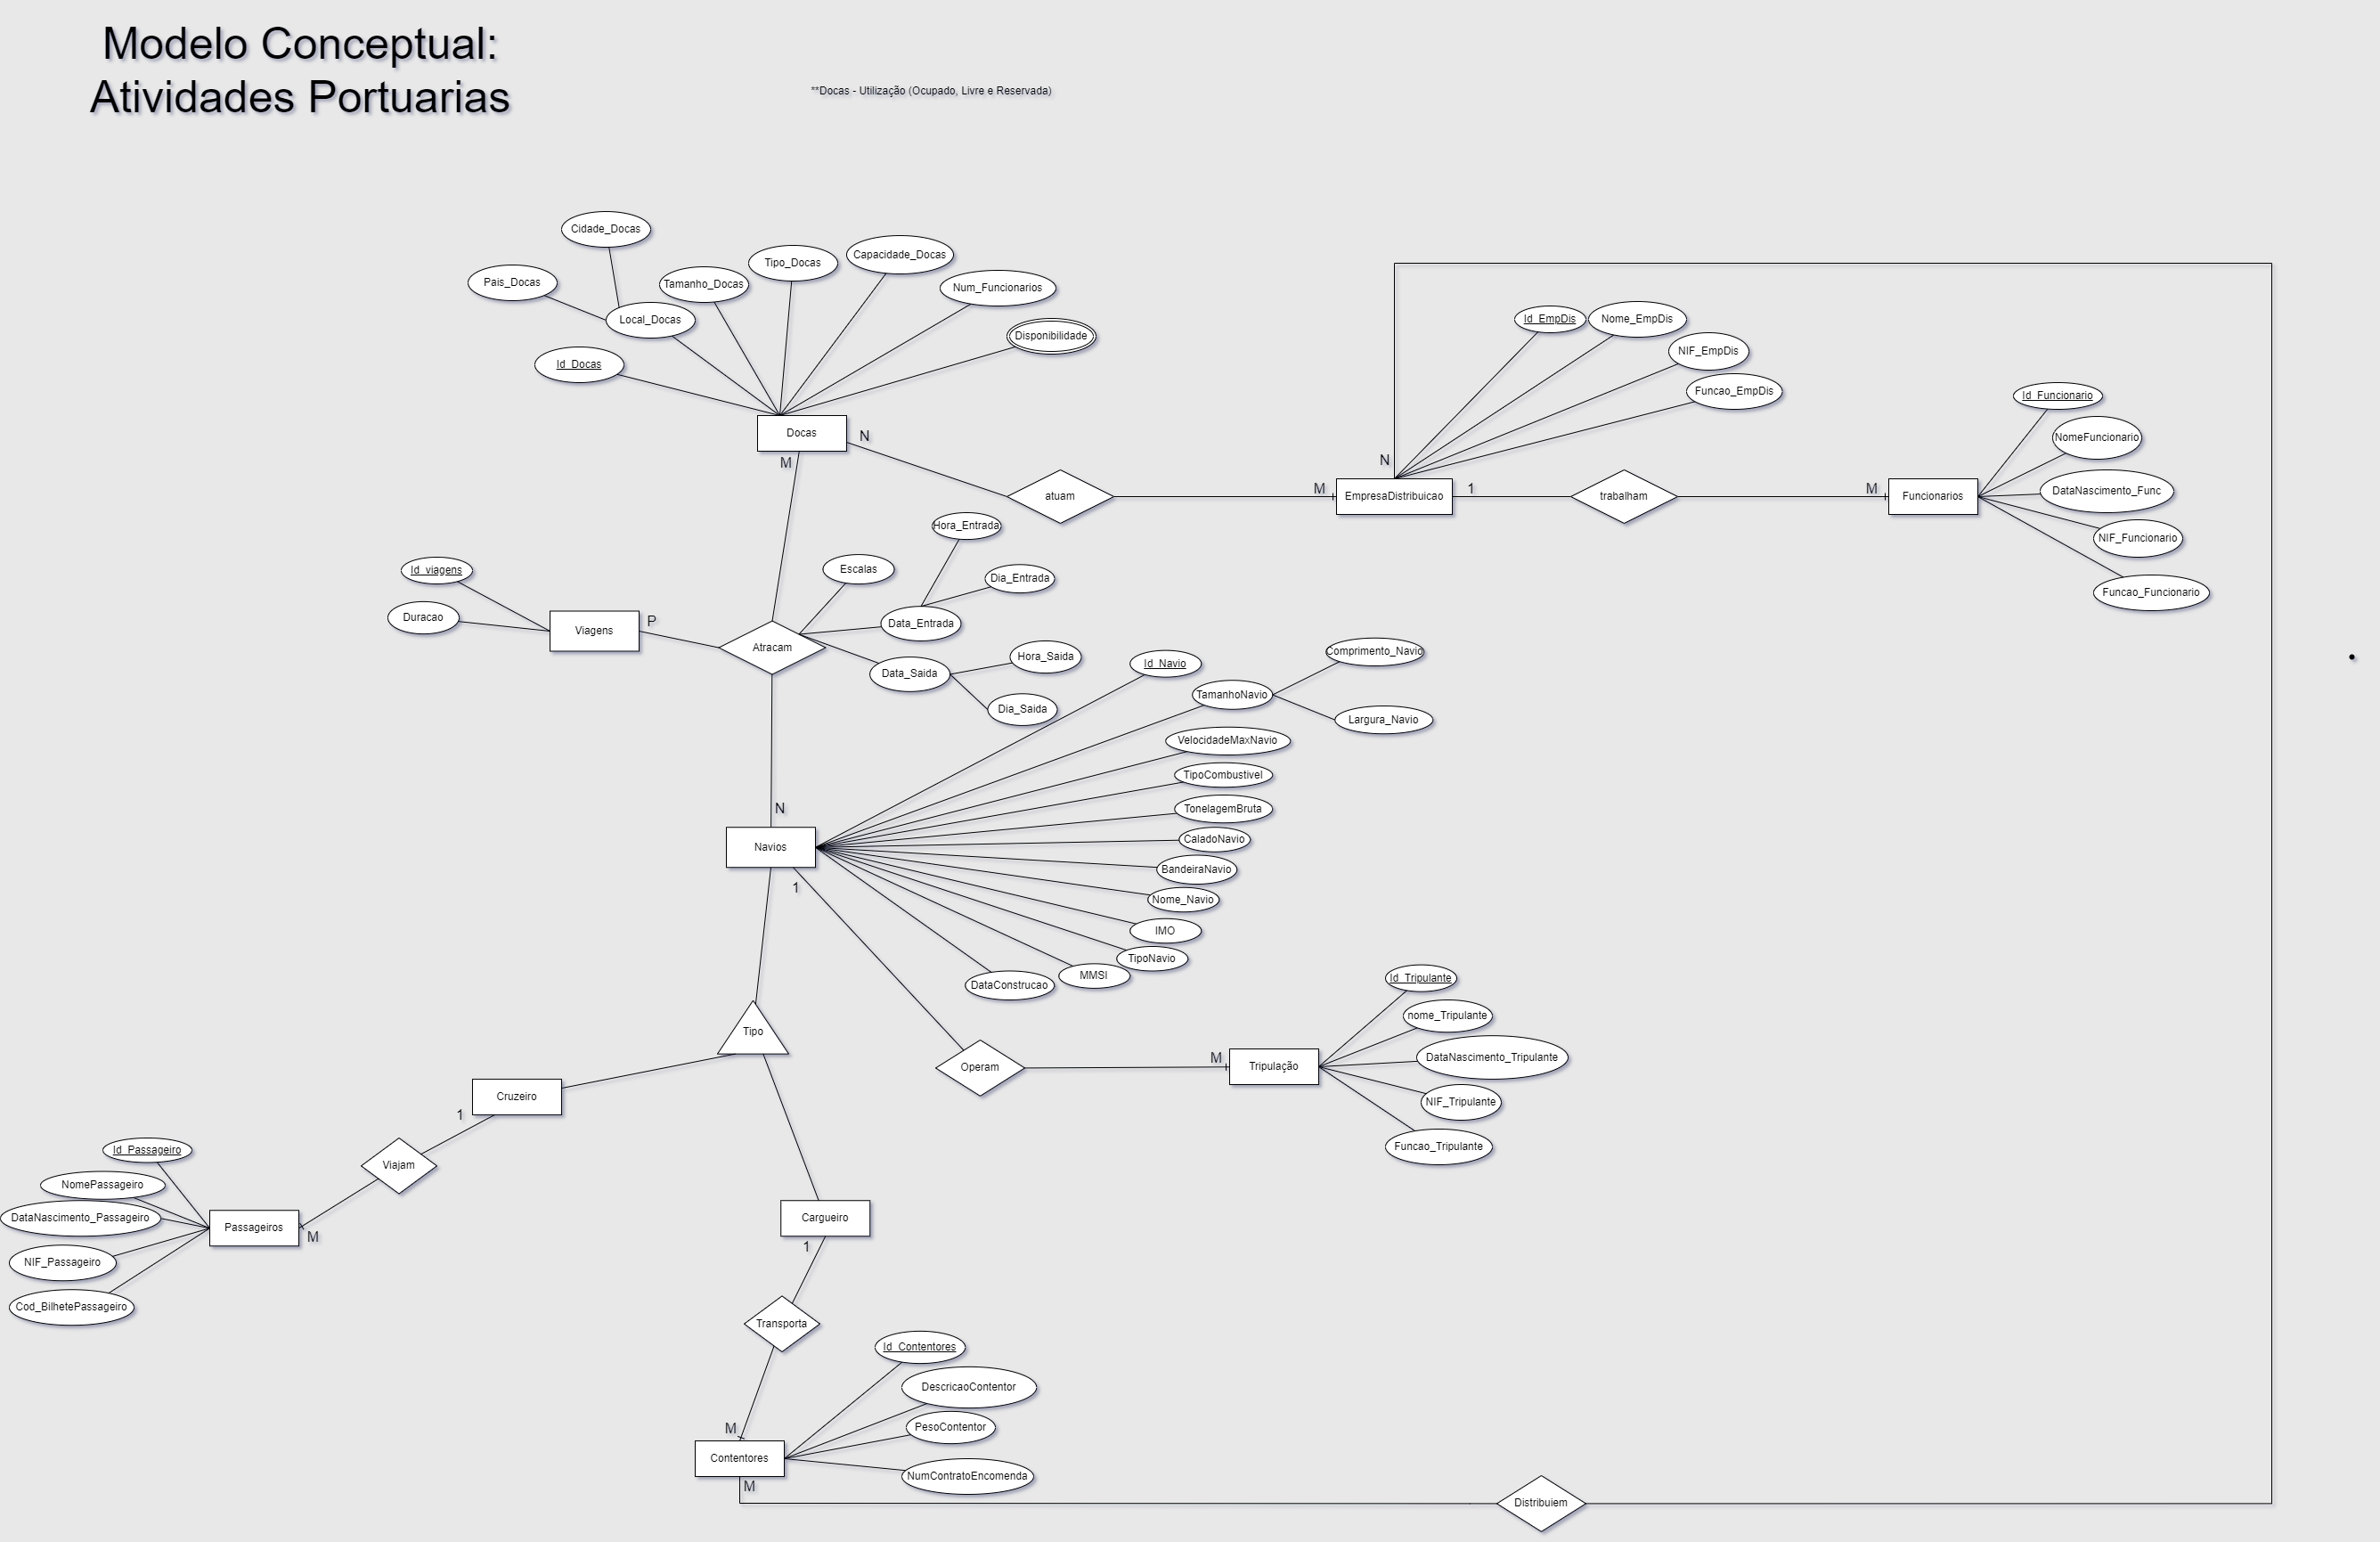 Modelo Conceptual:
Atividades Portuarias
**Docas - Utilização (Ocupado, Livre e Reservada)
Cidade_Docas
Pais_Docas
Local_Docas
Tamanho_Docas
Tipo_Docas
Capacidade_Docas
Num_Funcionarios
Disponibilidade
Id_Docas
Docas
N
M
atuam
M
Id_EmpDis
Nome_EmpDis
NIF_EmpDis
Funcao_EmpDis
N
EmpresaDistribuicao
1
trabalham
M
Funcionarios
Id_Funcionario
NomeFuncionario
DataNascimento_Func
NIF_Funcionario
Funcao_Funcionario
Id_viagens
Duracao
Viagens
P
Atracam
Escalas
Hora_Entrada
Dia_Entrada
Data_Entrada
Data_Saida
Hora_Saida
Dia_Saida
N
Navios
1
Id_Navio
TamanhoNavio
Comprimento_Navio
Largura_Navio
VelocidadeMaxNavio
TipoCombustivel
TonelagemBruta
CaladoNavio
BandeiraNavio
Nome_Navio
IMO
TipoNavio
MMSI
DataConstrucao
Tipo
Operam
M
Tripulação
Id_Tripulante
nome_Tripulante
DataNascimento_Tripulante
NIF_Tripulante
Funcao_Tripulante
Cruzeiro
1
Viajam
M
Passageiros
Id_Passageiro
NomePassageiro
DataNascimento_Passageiro
NIF_Passageiro
Cod_BilhetePassageiro
Cargueiro
1
Transporta
M
Contentores
M
Id_Contentores
DescricaoContentor
PesoContentor
NumContratoEncomenda
Distribuiem